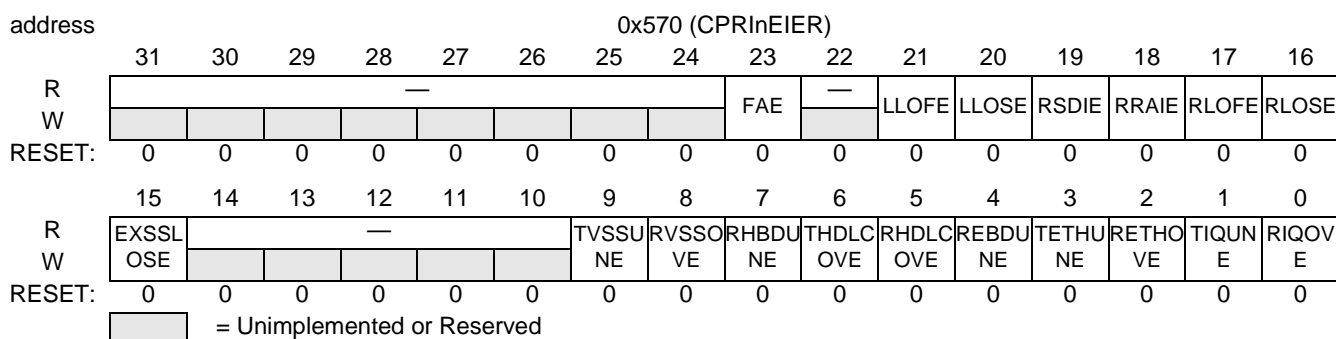 address 0x570 (CPRInEIER)
31 30 29 28 27 26 25 24 23 22 21 20 19 18 17 16
R — FAE — LLOFE LLOSE RSDIE RRAIE RLOFE RLOSE
W
RESET: 0 0 0 0 0 0 0 0 0 0 0 0 0 0 0 0
15 14 13 12 11 10 9 8 7 6 5 4 3 2 1 0
R EXSSL — TVSSU RVSSO RHBDU THDLC RHDLC REBDU TETHU RETHO TIQUN RIQOV
W OSE NE VE NE OVE OVE NE NE VE E E
RESET: 0 0 0 0 0 0 0 0 0 0 0 0 0 0 0 0
= Unimplemented or Reserved